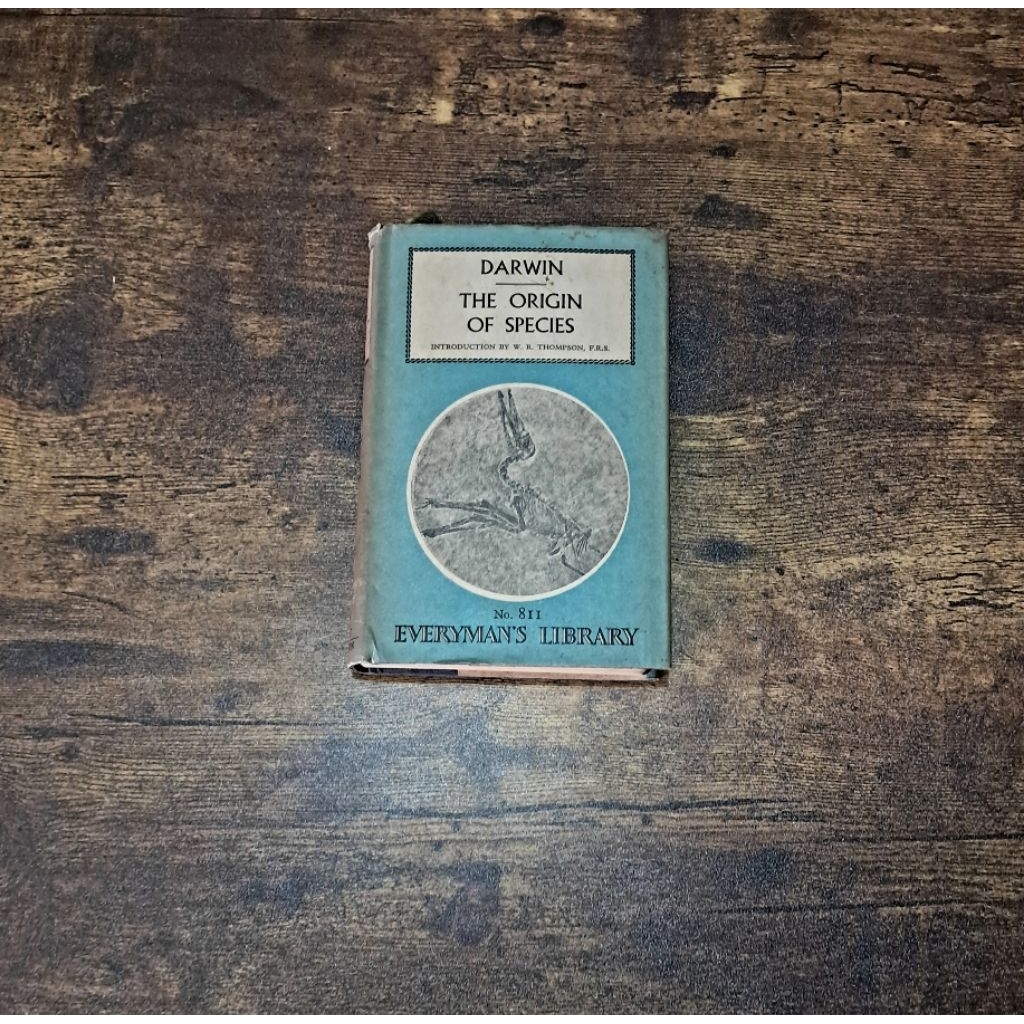 DARWIN
THE ORIGIN
OF SPECIES
INTRODUCTION BY W. R. THOMPSON, F.R.S.
No. 811
EVERYMAN'S LIBRARY